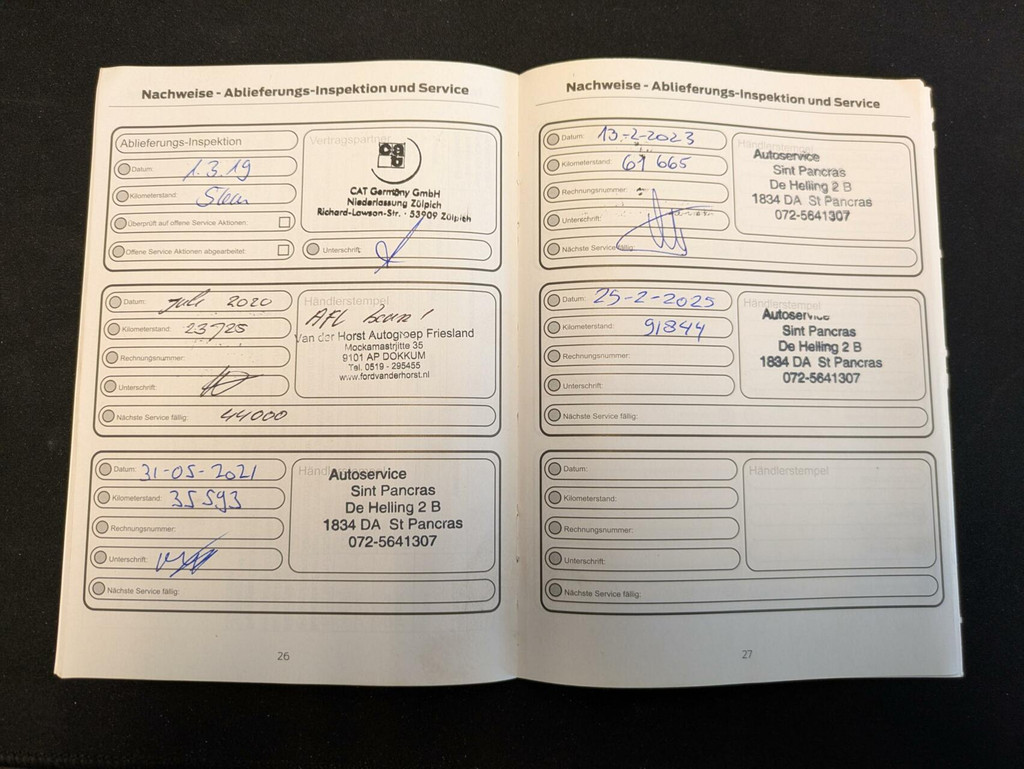 Nachweise - Ablieferungs-Inspektion und Service
Ablieferungs-Inspektion
Datum: 1.3.19
Kilometerstand:
Überprüft auf offene Service Aktionen:
Offene Service Aktionen abgearbeitet:
Vertragspartner
CAT Germany GmbH
Niederlassung Zülpich
Richard-Lawson-Str. · 53909 Zülpich
Unterschrift:
Datum: juli 2020
Kilometerstand: 23725
Rechnungsnummer:
Unterschrift:
Nächste Service fällig: 44000
Händlerstempel
AFL
Van der Horst Autogroep Friesland
Mockamastrjitte 35
9101 AP DOKKUM
Tel. 0519 - 295455
www.fordvanderhorst.nl
Datum: 31-05-2021
Kilometerstand: 35593
Rechnungsnummer:
Unterschrift:
Nächste Service fällig:
Händlerstempel
Autoservice
Sint Pancras
De Helling 2 B
1834 DA St Pancras
072-5641307
26
Nachweise - Ablieferungs-Inspektion und Service
Datum: 13-2-2023
Kilometerstand: 61665
Rechnungsnummer:
Unterschrift:
Nächste Service fällig:
Händlerstempel
Autoservice
Sint Pancras
De Helling 2 B
1834 DA St Pancras
072-5641307
Datum: 25-2-2025
Kilometerstand: 91844
Rechnungsnummer:
Unterschrift:
Nächste Service fällig:
Händlerstempel
Autoservice
Sint Pancras
De Helling 2 B
1834 DA St Pancras
072-5641307
Datum:
Kilometerstand:
Rechnungsnummer:
Unterschrift:
Nächste Service fällig:
Händlerstempel
27